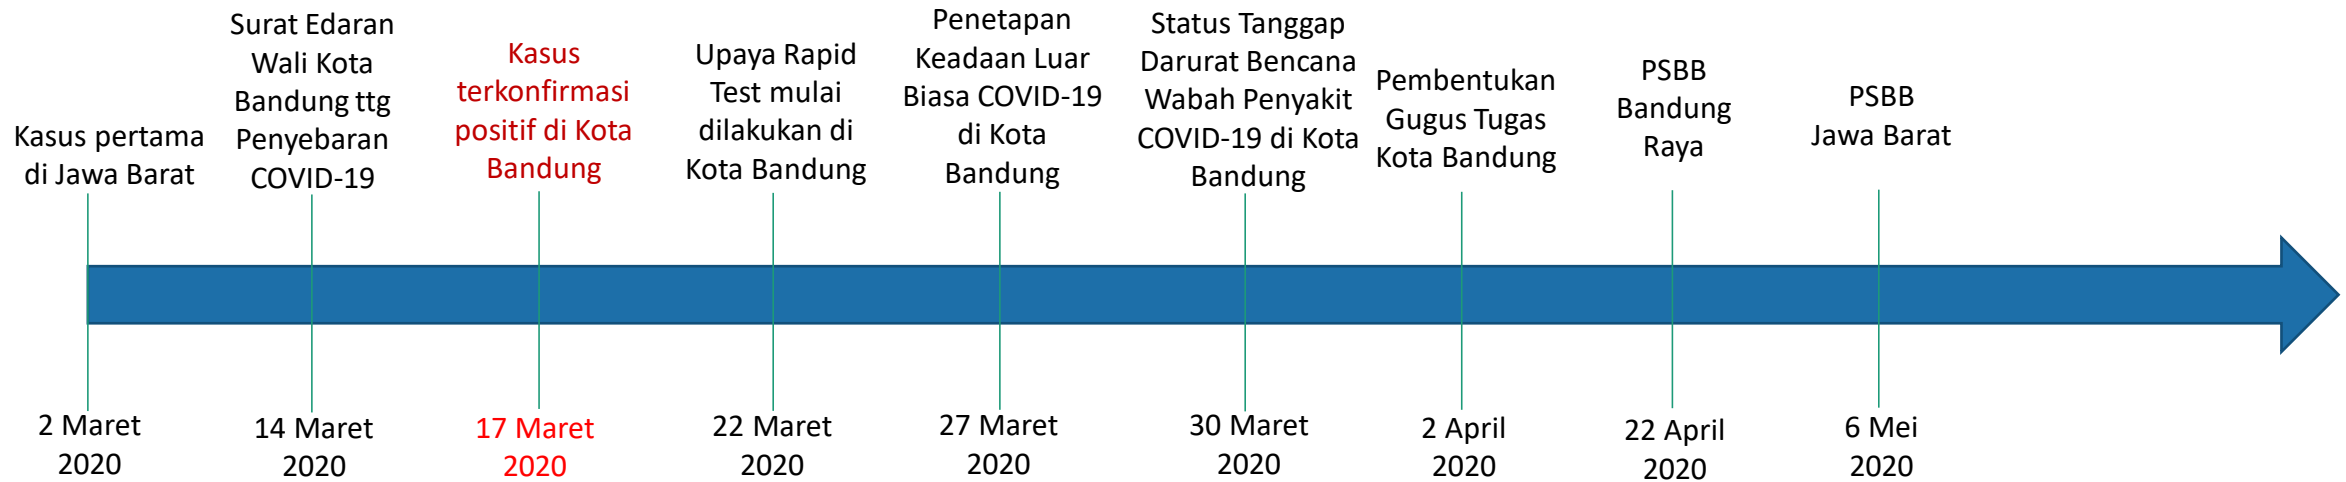 Kasus pertama
di Jawa Barat
Surat Edaran
Wali Kota
Bandung ttg
Penyebaran
COVID-19
Kasus
terkonfirmasi
positif di Kota
Bandung
Upaya Rapid
Test mulai
dilakukan di
Kota Bandung
Penetapan
Keadaan Luar
Biasa COVID-19
di Kota
Bandung
Status Tanggap
Darurat Bencana
Wabah Penyakit
COVID-19 di Kota
Bandung
Pembentukan
Gugus Tugas
Kota Bandung
PSBB
Bandung
Raya
PSBB
Jawa Barat
2 Maret
2020
14 Maret
2020
17 Maret
2020
22 Maret
2020
27 Maret
2020
30 Maret
2020
2 April
2020
22 April
2020
6 Mei
2020